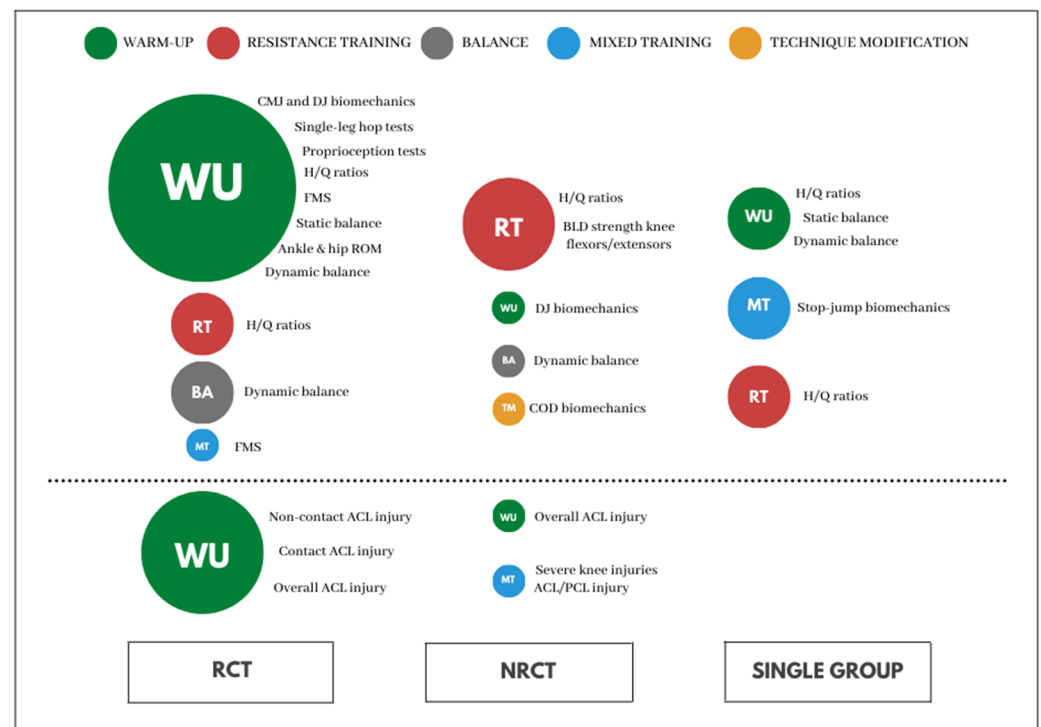 WARM-UP RESISTANCE TRAINING BALANCE MIXED TRAINING TECHNIQUE MODIFICATION
WU
CMJ and DJ biomechanics
Single-leg hop tests
Proprioception tests
H/Q ratios
FMS
Static balance
Ankle & hip ROM
Dynamic balance
RT
H/Q ratios
BA
Dynamic balance
MT
FMS
RT
H/Q ratios
BLD strength knee
flexors/extensors
WU
DJ biomechanics
BA
Dynamic balance
TM
COD biomechanics
WU
H/Q ratios
Static balance
Dynamic balance
MT
Stop-jump biomechanics
RT
H/Q ratios
WU
Non-contact ACL injury
Contact ACL injury
Overall ACL injury
WU
Overall ACL injury
MT
Severe knee injuries
ACL/PCL injury
RCT
NRCT
SINGLE GROUP